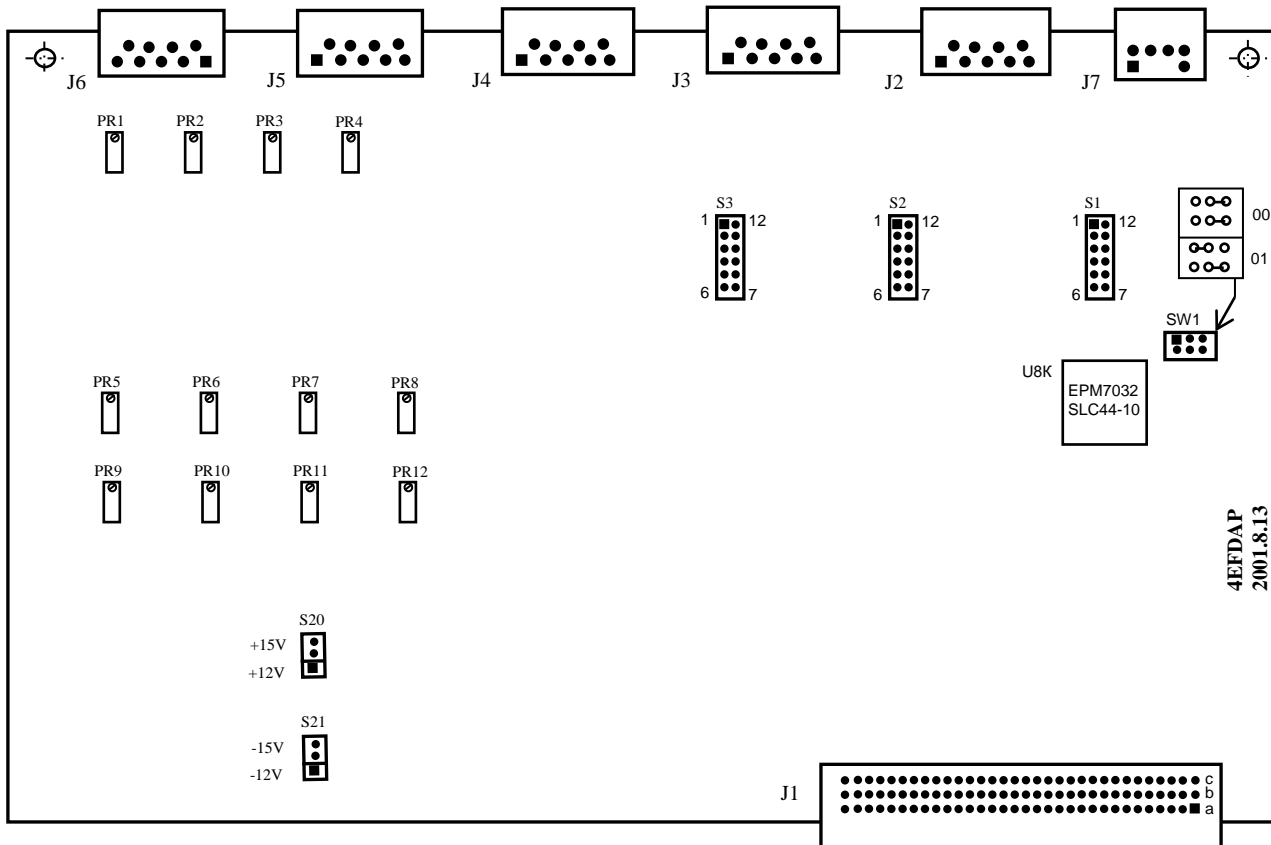 J6
J5
J4
J3
J2
J7
PR1
PR2
PR3
PR4
S3
1
12
6
7
S2
1
12
6
7
S1
1
12
6
7
00
01
SW1
U8K
EPM7032
SLC44-10
PR5
PR6
PR7
PR8
PR9
PR10
PR11
PR12
4EFDAP
2001.8.13
S20
+15V
+12V
S21
-15V
-12V
J1
c
b
a